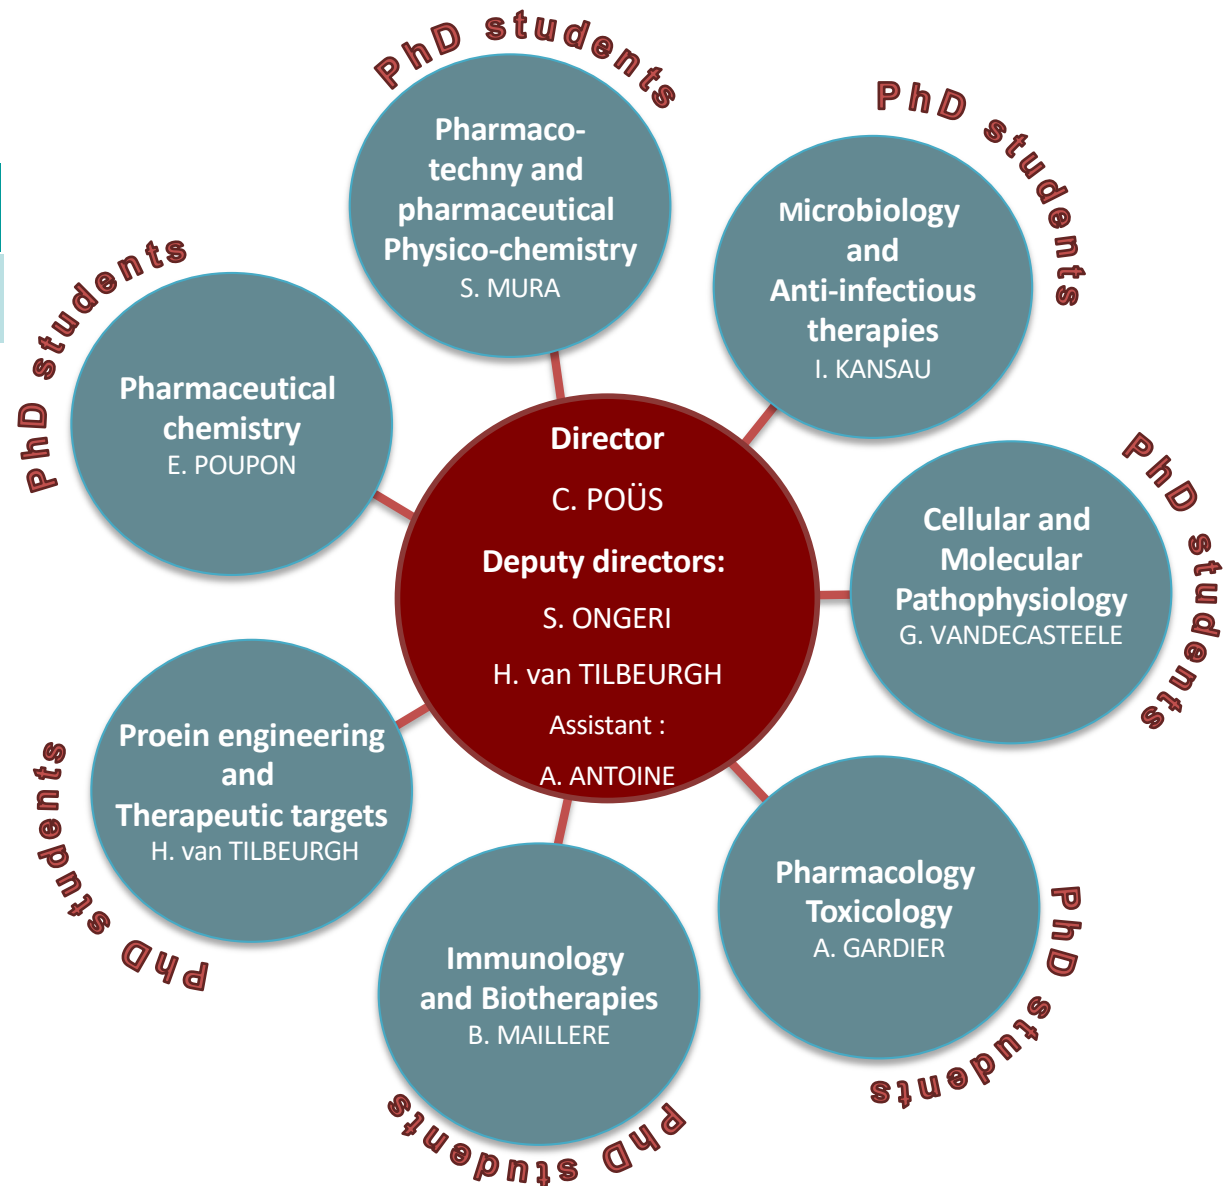 PhD students
Pharmaco-
techny and
pharmaceutical
Physico-chemistry
S. MURA
PhD students
Microbiology
and
Anti-infectious
therapies
I. KANSAU
PhD students
Pharmaceutical
chemistry
E. POUPON
Director
C. POÜS
Deputy directors:
S. ONGERI
H. van TILBEURGH
Assistant :
A. ANTOINE
PhD students
Cellular and
Molecular
Pathophysiology
G. VANDECASTEELE
PhD students
Proein engineering
and
Therapeutic targets
H. van TILBEURGH
Pharmacology
Toxicology
A. GARDIER
PhD students
Immunology
and Biotherapies
B. MAILLERE
PhD students